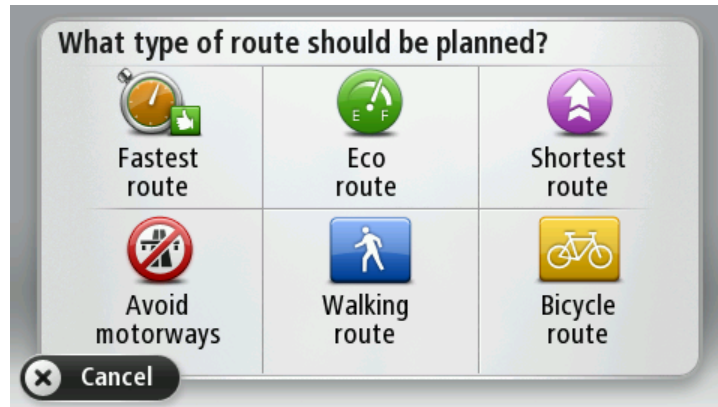 What type of route should be planned?
Fastest
route
Eco
route
Shortest
route
Avoid
motorways
Walking
route
Bicycle
route
Cancel
E F